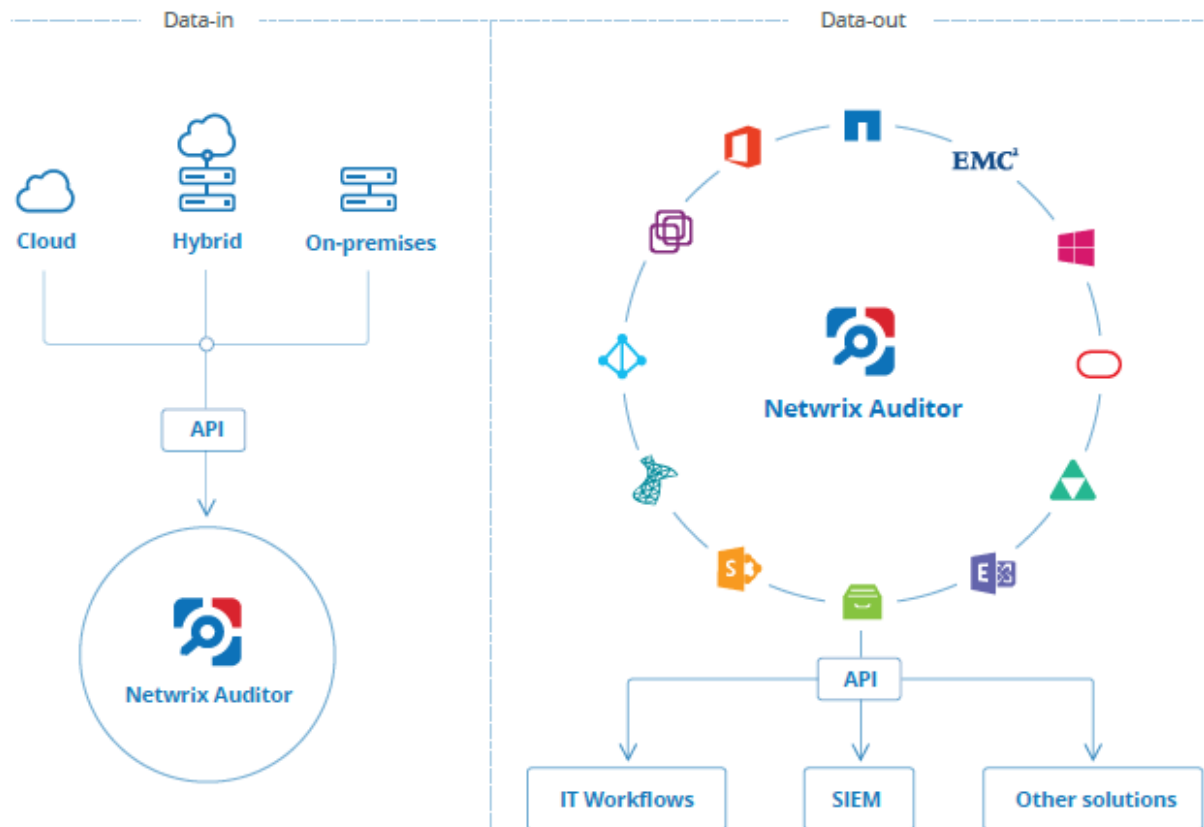 Data-in
Cloud
Hybrid
On-premises
API
Netwrix Auditor
Data-out
EMC²
Netwrix Auditor
S
E
API
IT Workflows
SIEM
Other solutions